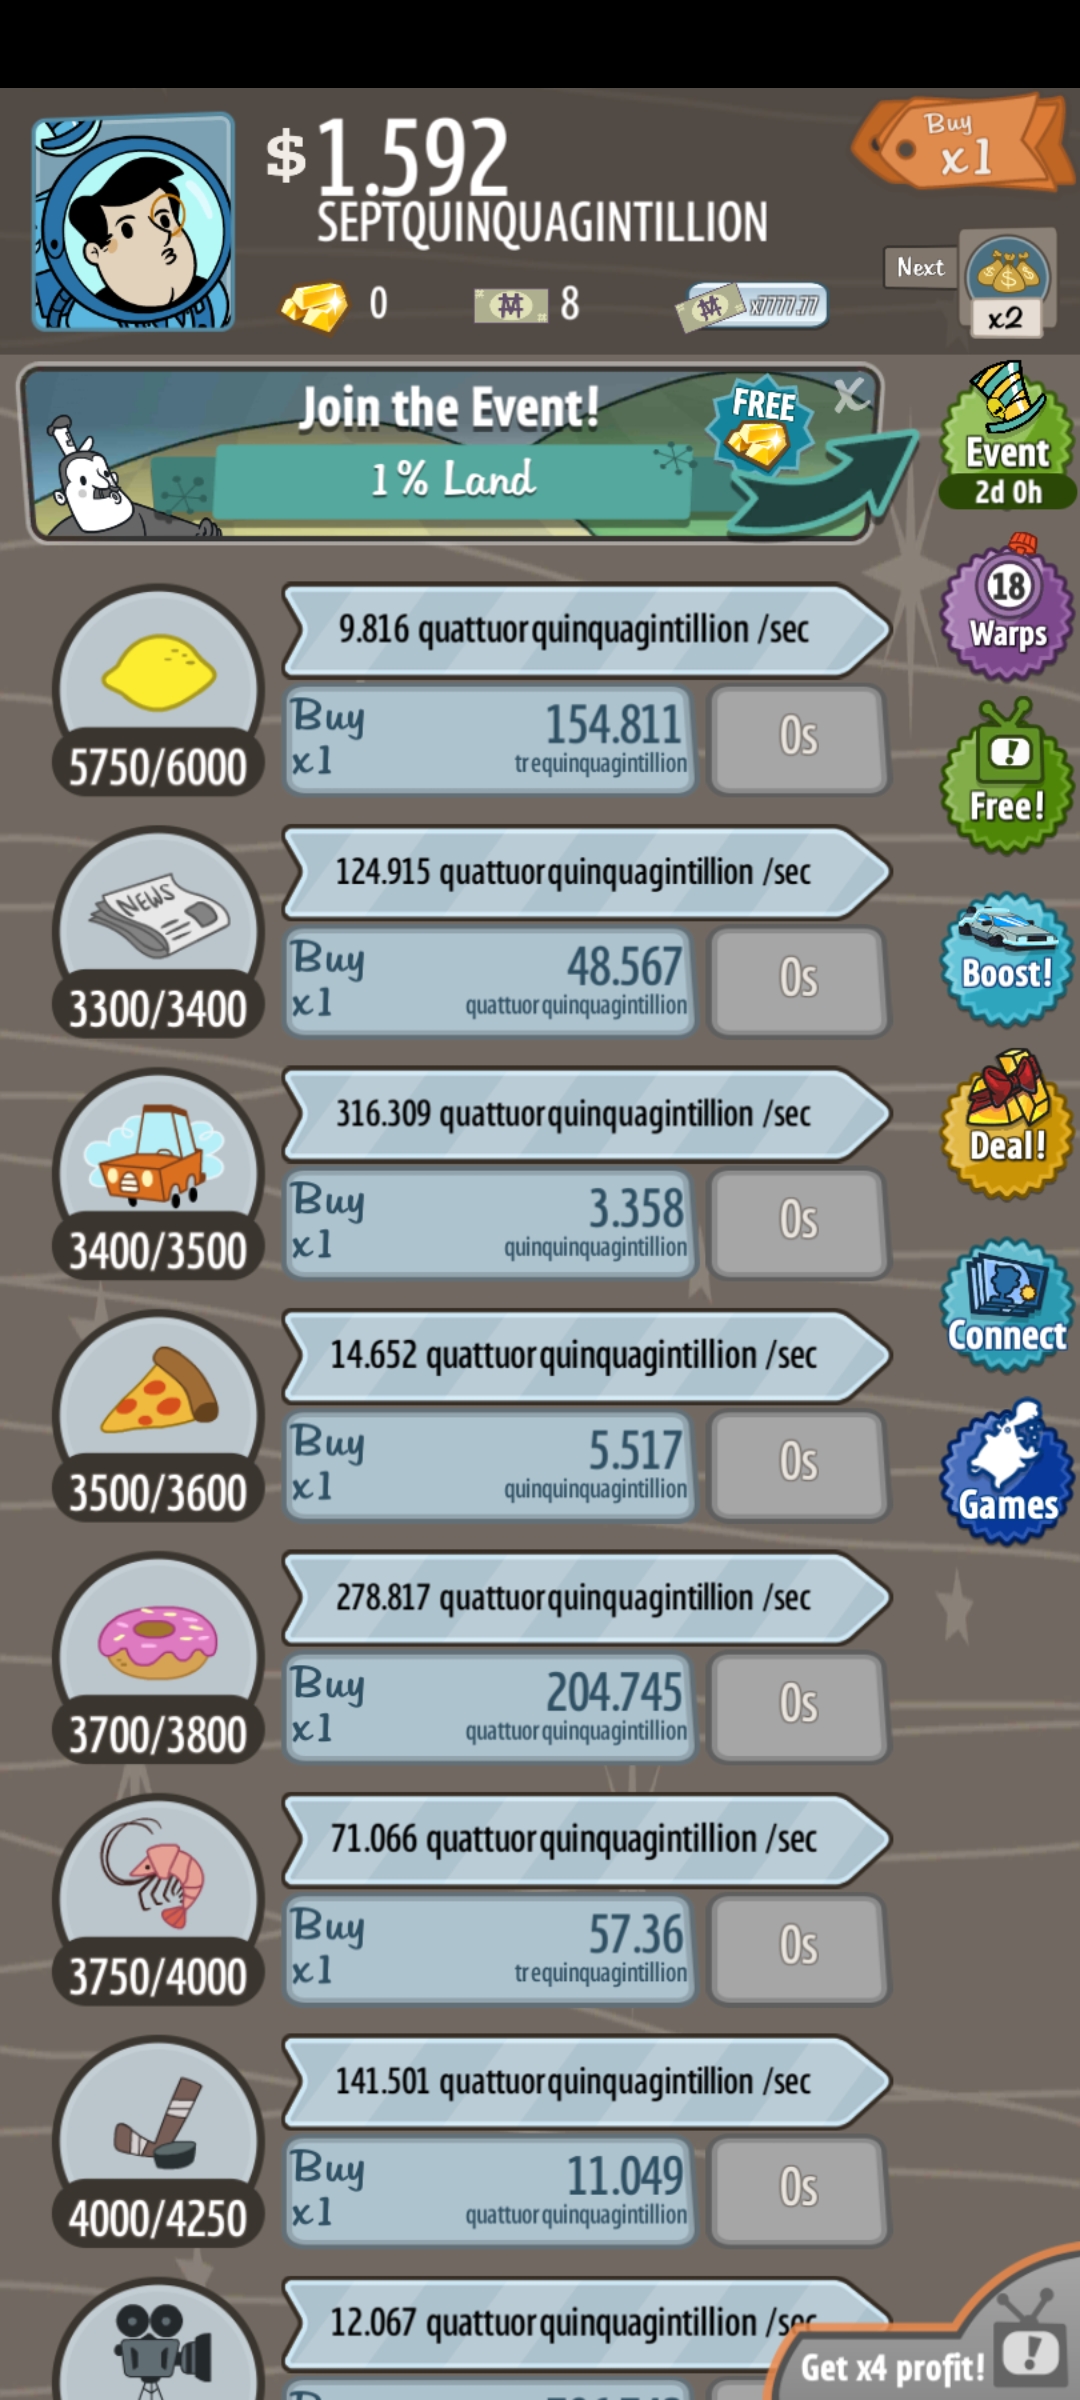 $1.592
SEPTQUINQUAGINTILLION
Buy
x1
0
8
x7777.77
Next
x2
Join the Event!
1% Land
FREE
X
Event
2d 0h
18
Warps
Free!
Boost!
Deal!
Connect
Games
9.816 quattuorquinquagintillion /sec
5750/6000
Buy
x1
154.811
trequinquagintillion
0s
NEWS
124.915 quattuorquinquagintillion /sec
3300/3400
Buy
x1
48.567
quattuorquinquagintillion
0s
316.309 quattuorquinquagintillion /sec
3400/3500
Buy
x1
3.358
quinquinquagintillion
0s
14.652 quattuorquinquagintillion /sec
3500/3600
Buy
x1
5.517
quinquinquagintillion
0s
278.817 quattuorquinquagintillion /sec
3700/3800
Buy
x1
204.745
quattuorquinquagintillion
0s
71.066 quattuorquinquagintillion /sec
3750/4000
Buy
x1
57.36
trequinquagintillion
0s
141.501 quattuorquinquagintillion /sec
4000/4250
Buy
x1
11.049
quattuorquinquagintillion
0s
12.067 quattuorquinquagintillion /sec
Get x4 profit!